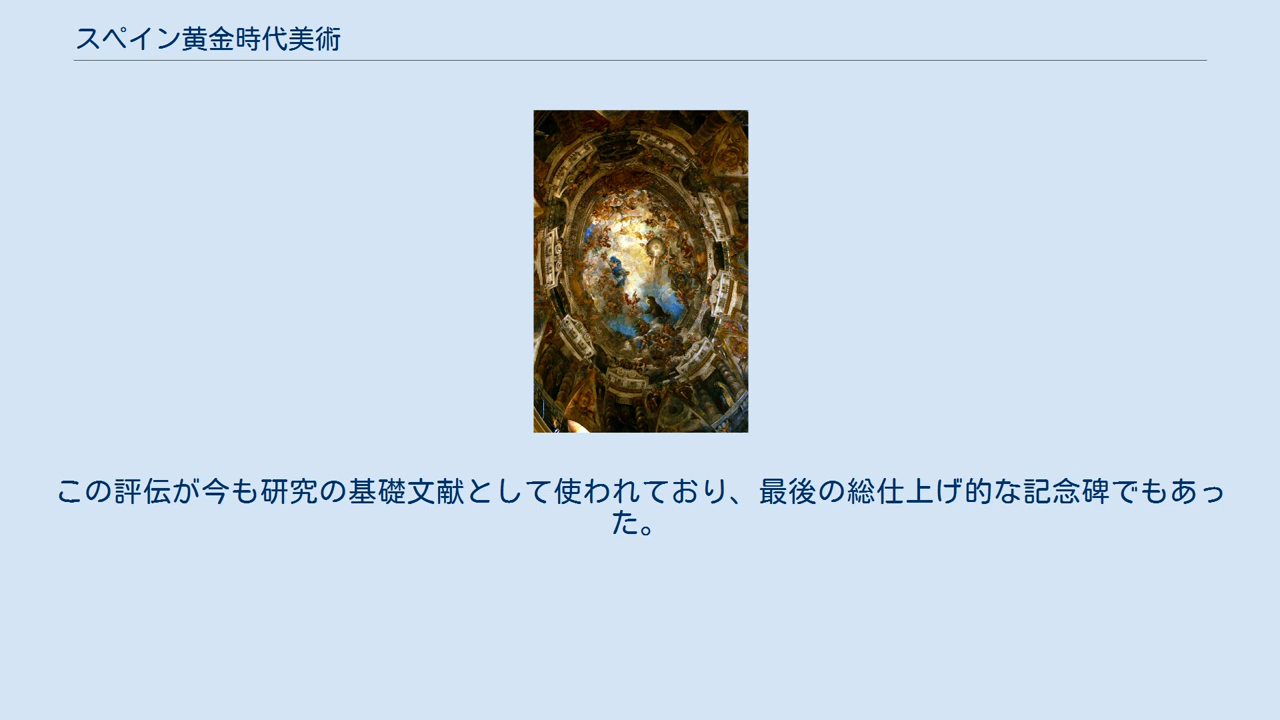 スペイン黄金時代美術
この評伝が今も研究の基礎文献として使われており、最後の総仕上げ的な記念碑でもあっ
た。